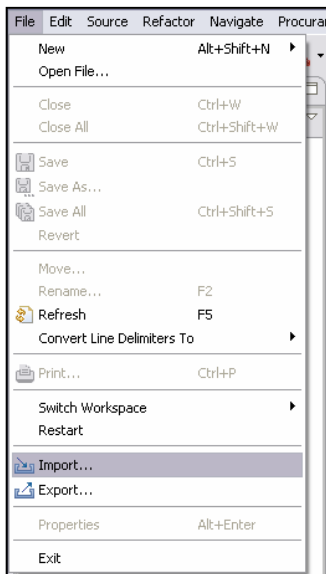 File Edit Source Refactor Navigate
New Alt+Shift+N
Open File...
Close Ctrl+W
Close All Ctrl+Shift+W
Save Ctrl+S
Save As...
Save All Ctrl+Shift+S
Revert
Move...
Rename... F2
Refresh F5
Convert Line Delimiters To
Print... Ctrl+P
Switch Workspace
Restart
Import...
Export...
Properties Alt+Enter
Exit